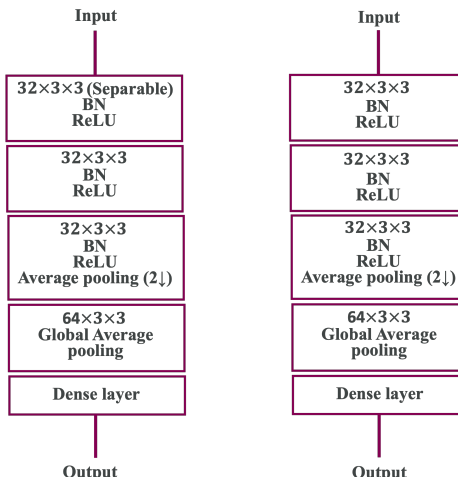 Input
32×3×3 (Separable)
BN
ReLU
32×3×3
BN
ReLU
32×3×3
BN
ReLU
Average pooling (2↓)
64×3×3
Global Average
pooling
Dense layer
Output
Input
32×3×3
BN
ReLU
32×3×3
BN
ReLU
32×3×3
BN
ReLU
Average pooling (2↓)
64×3×3
Global Average
pooling
Dense layer
Output